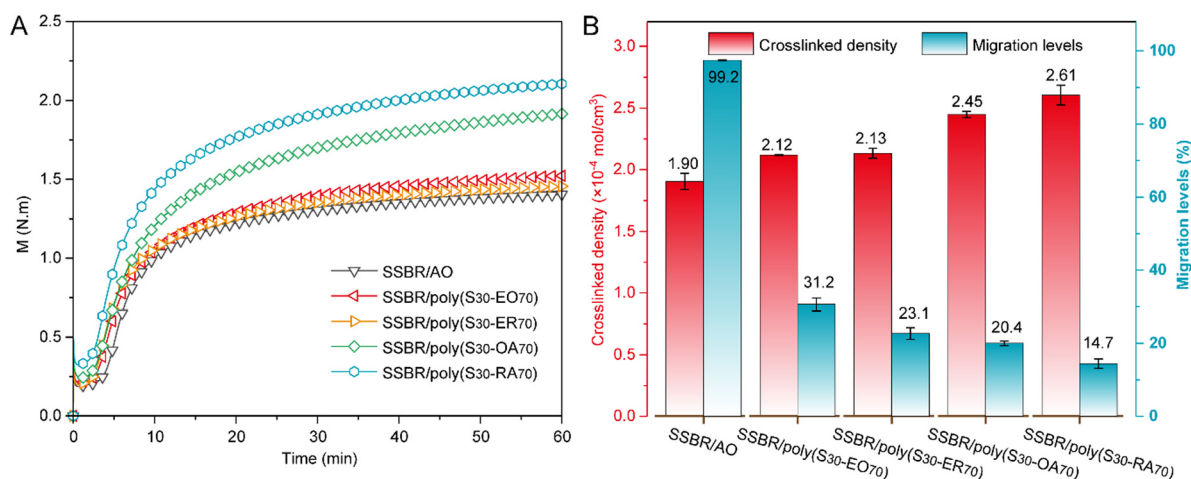 A
M (N.m)
2.5
2.0
1.5
1.0
0.5
0.0
0
10
20
30
40
50
60
Time (min)
SSBR/AO
SSBR/poly(S30-EO70)
SSBR/poly(S30-ER70)
SSBR/poly(S30-OA70)
SSBR/poly(S30-RA70)
B
Crosslinked density (×10⁻⁴ mol/cm³)
3.0
2.5
2.0
1.5
1.0
0.5
0.0
Crosslinked density
Migration levels
1.90
99.2
2.12
31.2
2.13
23.1
2.45
20.4
2.61
14.7
100
80
60
40
20
0
Migration levels (%)
SSBR/AO
SSBR/poly(S30-EO70)
SSBR/poly(S30-ER70)
SSBR/poly(S30-OA70)
SSBR/poly(S30-RA70)